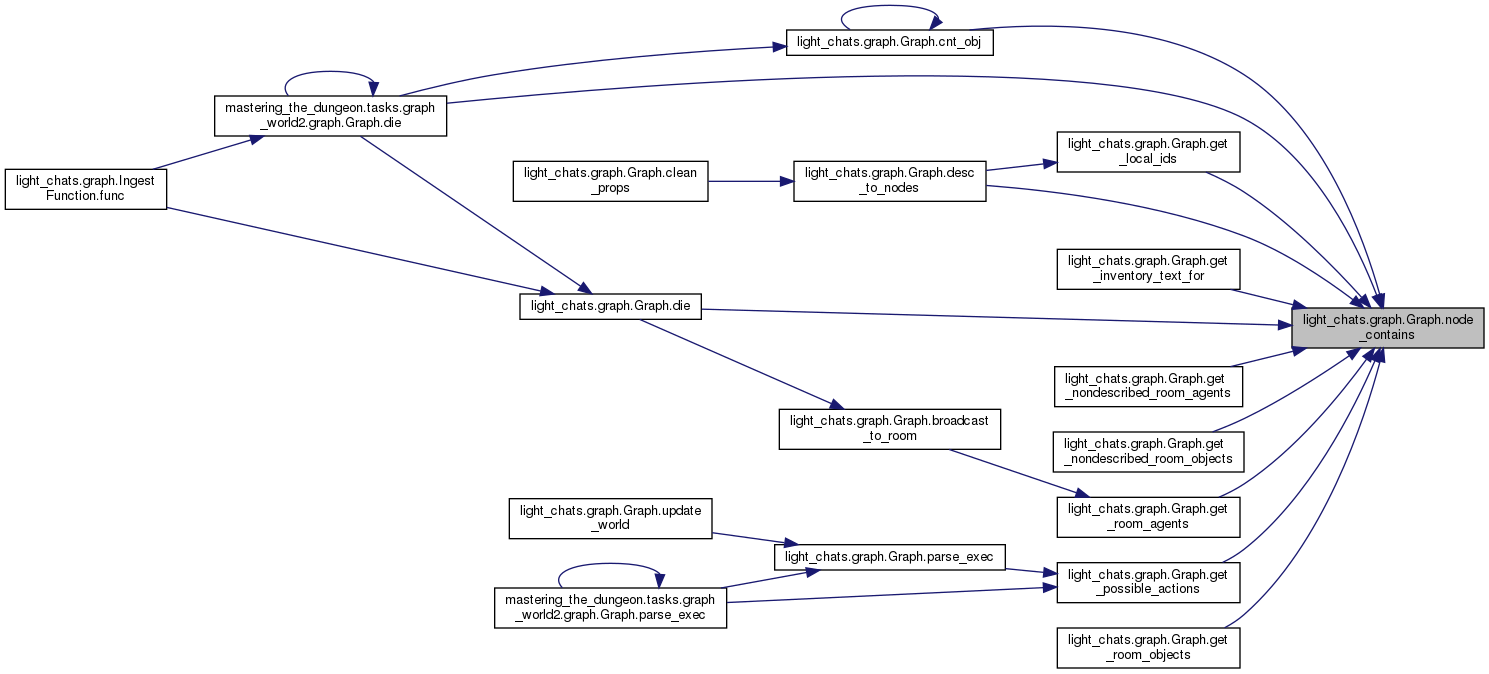 light_chats.graph.Graph.cnt_obj
mastering_the_dungeon.tasks.graph
_world2.graph.Graph.die
light_chats.graph.Graph.get
_local_ids
light_chats.graph.Ingest
Function.func
light_chats.graph.Graph.clean
_props
light_chats.graph.Graph.desc
_to_nodes
light_chats.graph.Graph.get
_inventory_text_for
light_chats.graph.Graph.die
light_chats.graph.Graph.node
_contains
light_chats.graph.Graph.get
_nondescribed_room_agents
light_chats.graph.Graph.broadcast
_to_room
light_chats.graph.Graph.get
_nondescribed_room_objects
light_chats.graph.Graph.get
_room_agents
light_chats.graph.Graph.update
_world
light_chats.graph.Graph.parse_exec
light_chats.graph.Graph.get
_possible_actions
mastering_the_dungeon.tasks.graph
_world2.graph.Graph.parse_exec
light_chats.graph.Graph.get
_room_objects